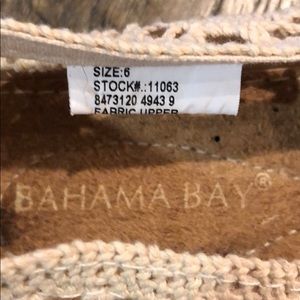 SIZE:6
STOCK#.:11063
8473120 4943 9
FABRIC UPPER
BAHAMA BAY®